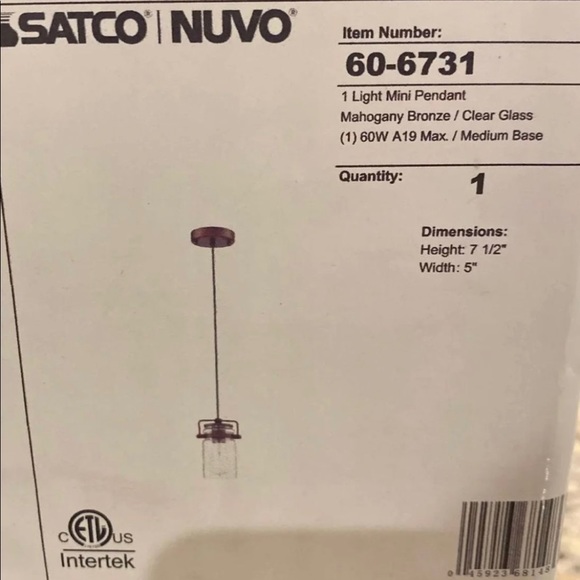 SATCO | NUVO
Item Number:
60-6731
1 Light Mini Pendant
Mahogany Bronze / Clear Glass
(1) 60W A19 Max. / Medium Base
Quantity: 1
Dimensions:
Height: 7 1/2"
Width: 5"
C ETL US
Intertek